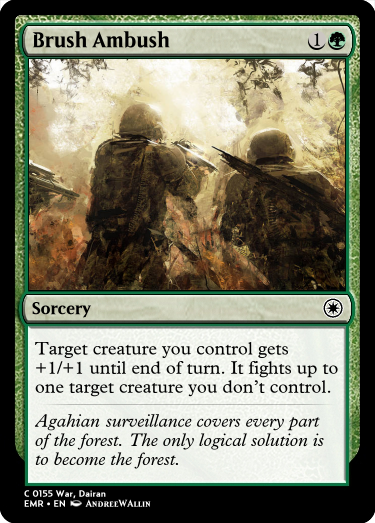 Brush Ambush 1
Sorcery
Target creature you control gets
+1/+1 until end of turn. It fights up to
one target creature you don't control.
Agahian surveillance covers every part
of the forest. The only logical solution is
to become the forest.
C 0155 War, Dairan
EMR • EN AndreeWallin